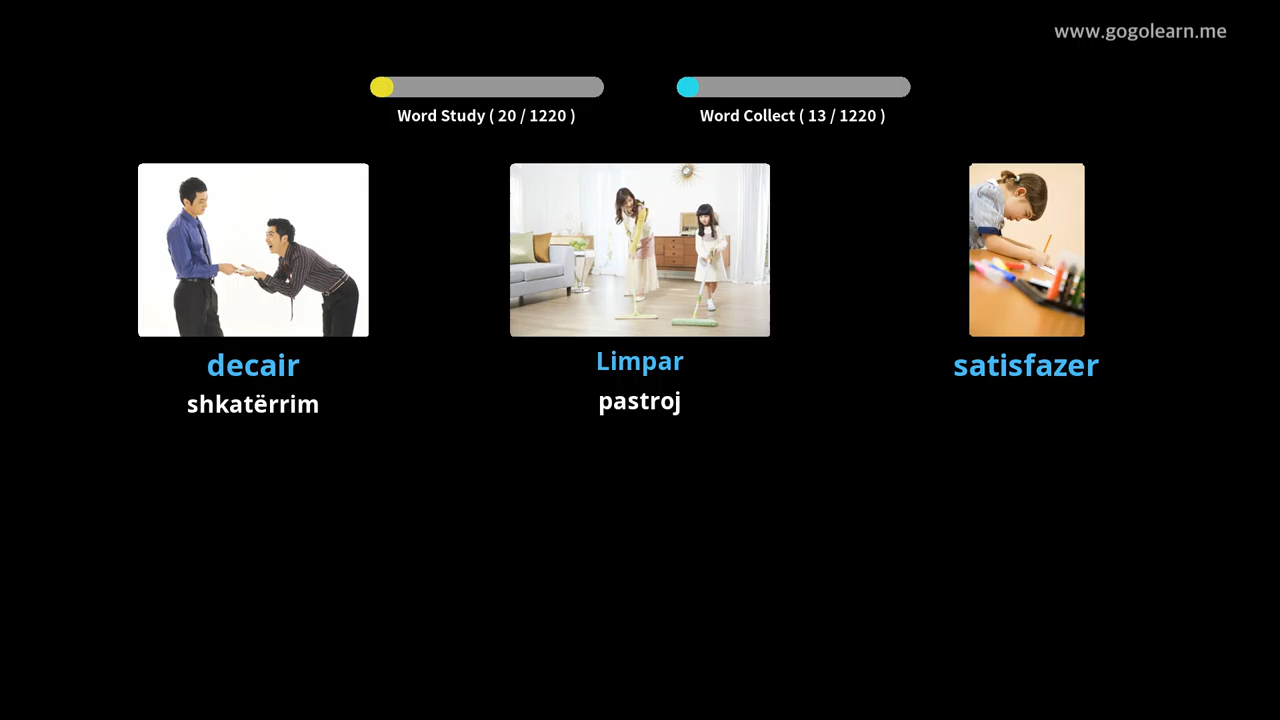 www.gogolearn.me
Word Study ( 20 / 1220 )
Word Collect ( 13 / 1220 )
decair
shkatërrim
Limpar
pastroj
satisfazer